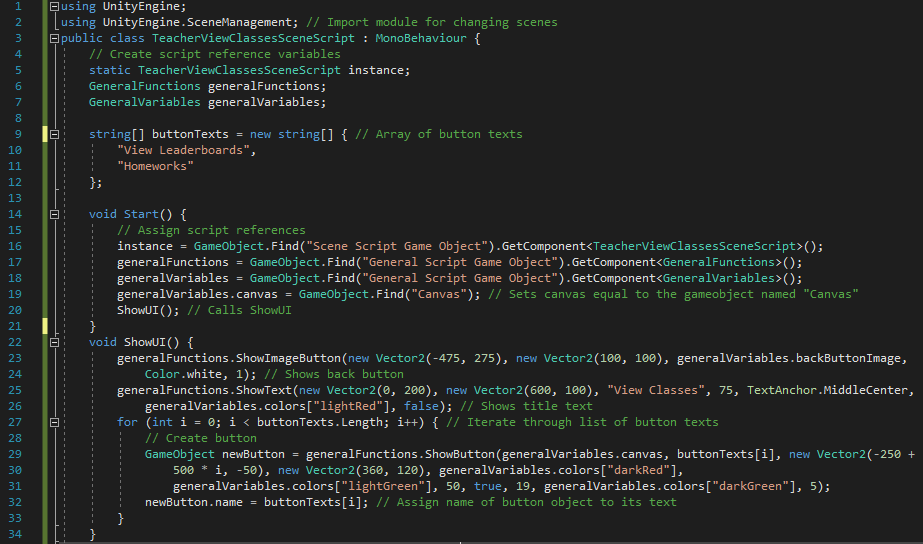 1 using UnityEngine;
2 using UnityEngine.SceneManagement; // Import module for changing scenes
3 public class TeacherViewClassesSceneScript : MonoBehaviour {
4 // Create script reference variables
5 static TeacherViewClassesSceneScript instance;
6 GeneralFunctions generalFunctions;
7 GeneralVariables generalVariables;
8
9 string[] buttonTexts = new string[] { // Array of button texts
10 "View Leaderboards",
11 "Homeworks"
12 };
13
14 void Start() {
15 // Assign script references
16 instance = GameObject.Find("Scene Script Game Object").GetComponent<TeacherViewClassesSceneScript>();
17 generalFunctions = GameObject.Find("General Script Game Object").GetComponent<GeneralFunctions>();
18 generalVariables = GameObject.Find("General Script Game Object").GetComponent<GeneralVariables>();
19 generalVariables.canvas = GameObject.Find("Canvas"); // Sets canvas equal to the gameobject named "Canvas"
20 ShowUI(); // Calls ShowUI
21 }
22 void ShowUI() {
23 generalFunctions.ShowImageButton(new Vector2(-475, 275), new Vector2(100, 100), generalVariables.backButtonImage,
24 Color.white, 1); // Shows back button
25 generalFunctions.ShowText(new Vector2(0, 200), new Vector2(600, 100), "View Classes", 75, TextAnchor.MiddleCenter,
26 generalVariables.colors["lightRed"], false); // Shows title text
27 for (int i = 0; i < buttonTexts.Length; i++) { // Iterate through list of button texts
28 // Create button
29 GameObject newButton = generalFunctions.ShowButton(generalVariables.canvas, buttonTexts[i], new Vector2(-250 +
30 500 * i, -50), new Vector2(360, 120), generalVariables.colors["darkRed"],
31 generalVariables.colors["lightGreen"], 50, true, 19, generalVariables.colors["darkGreen"], 5);
32 newButton.name = buttonTexts[i]; // Assign name of button object to its text
33 }
34 }